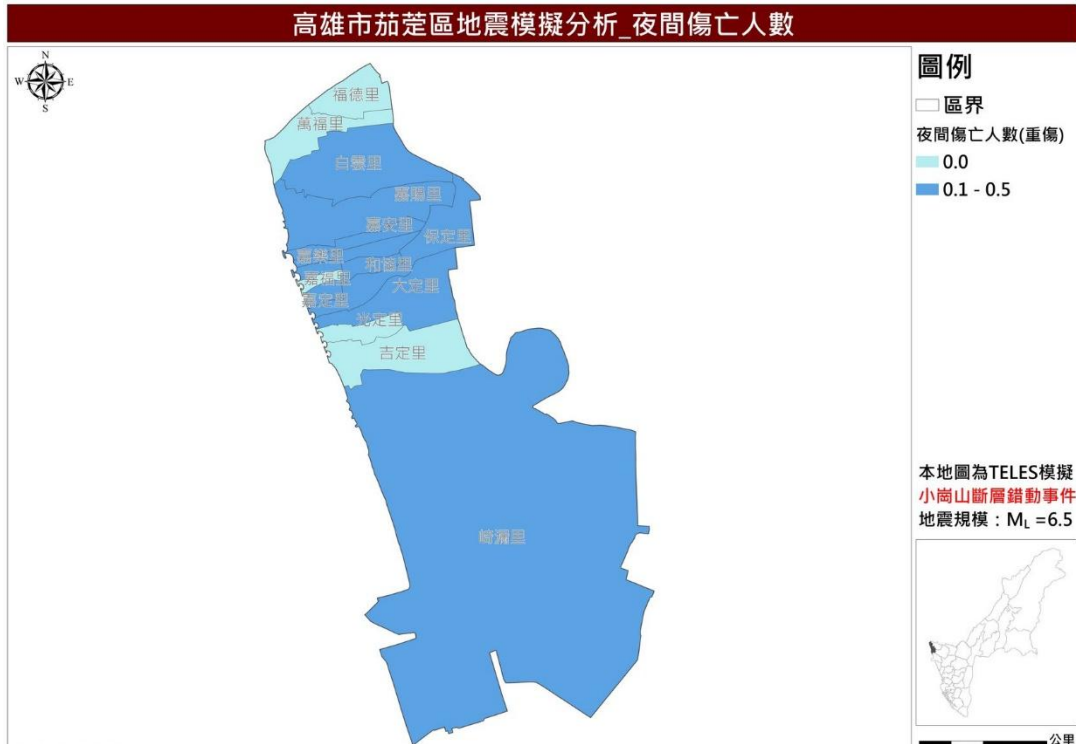 高雄市茄萣區地震模擬分析_夜間傷亡人數
N
W
E
S
圖例
區界
夜間傷亡人數(重傷)
0.0
0.1 - 0.5
福德里
萬福里
白雲里
嘉賜里
嘉安里
保定里
嘉樂里
和協里
嘉福里
大定里
嘉定里
光定里
吉定里
崎漏里
本地圖為TELES模擬
小崗山斷層錯動事件
地震規模：ML =6.5
公里